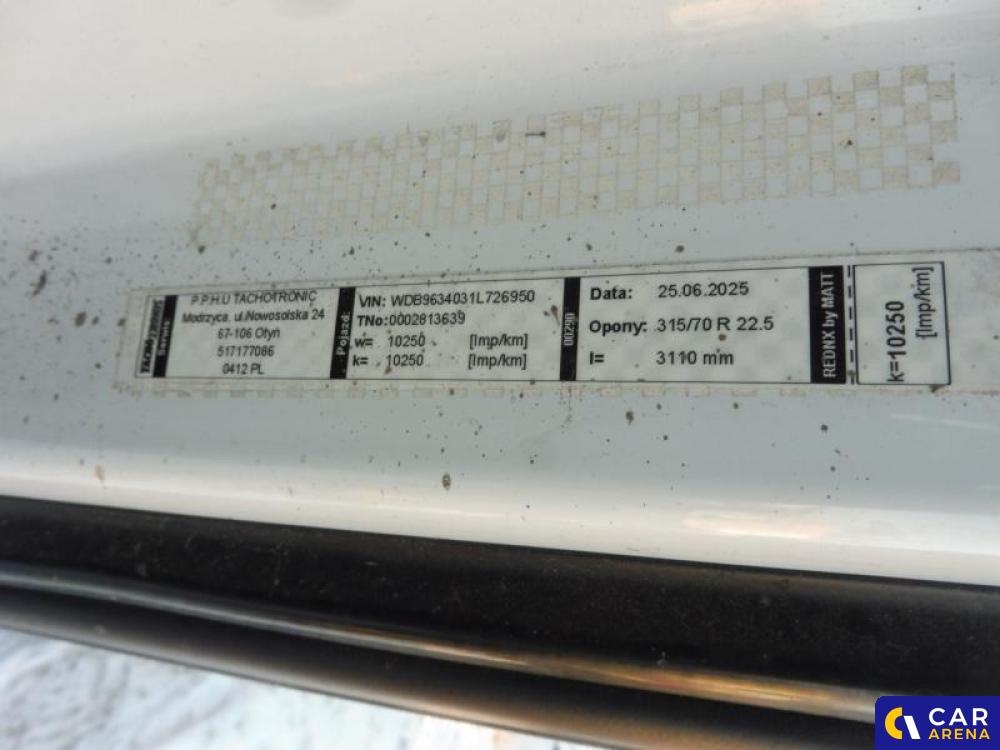 Serwis
P.P.H.U TACHOTRONIC
Modrzyca, ul.Nowosolska 24
67-106 Otyń
517177086
0412 PL
Pojazd:
VIN: WDB9634031L726950
TNo:0002813639
w= 10250 [Imp/km]
k= 10250 [Imp/km]
00290
Data: 25.06.2025
Opony: 315/70 R 22.5
l= 3110 mm
REDNX by MATT
k=10250
[Imp/km]
CAR
ARENA